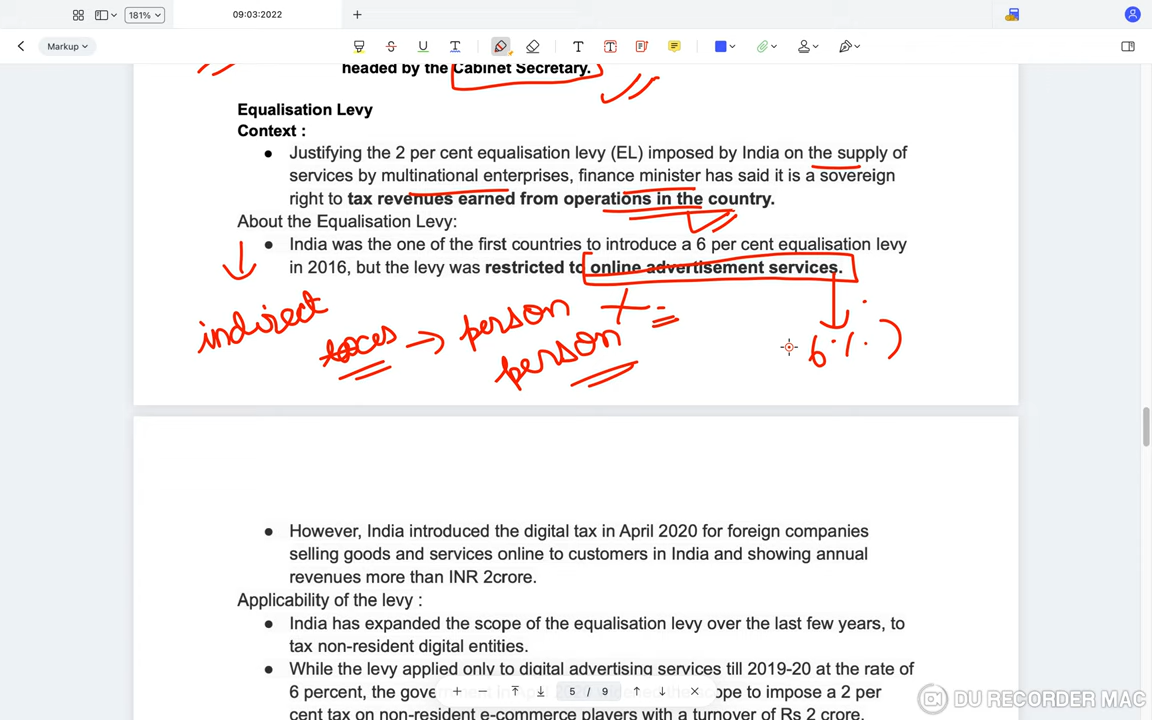 181%
09:03:2022
Markup
headed by the Cabinet Secretary.
Equalisation Levy
Context :
Justifying the 2 per cent equalisation levy (EL) imposed by India on the supply of
services by multinational enterprises, finance minister has said it is a sovereign
right to tax revenues earned from operations in the country.
About the Equalisation Levy:
India was the one of the first countries to introduce a 6 per cent equalisation levy
in 2016, but the levy was restricted to online advertisement services.
indirect
taxes → person +
person
6%)
However, India introduced the digital tax in April 2020 for foreign companies
selling goods and services online to customers in India and showing annual
revenues more than INR 2crore.
Applicability of the levy :
India has expanded the scope of the equalisation levy over the last few years, to
tax non-resident digital entities.
While the levy applied only to digital advertising services till 2019-20 at the rate of
6 percent, the gove
ope to impose a 2 per
cent tax on non-resident e-commerce players with a turnover of Rs 2 crore.
5 / 9
DU RECORDER MAC